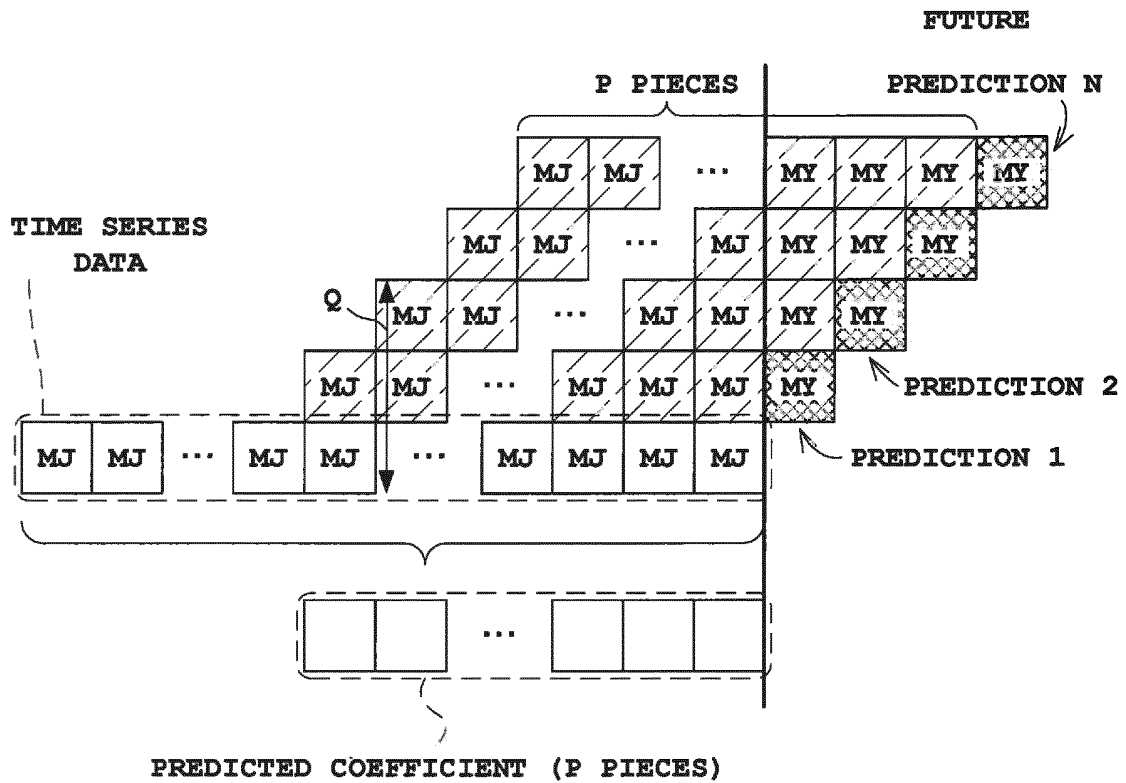 FUTURE
P PIECES
PREDICTION N
MJ MJ ... MY MY MY MY
TIME SERIES
DATA
MJ MJ ... MJ MY MY MY
Q
MJ MJ ... MJ MJ MY MY
MJ MJ ... MJ MJ MJ MY
PREDICTION 2
MJ MJ ... MJ MJ ... MJ MJ MJ MJ
PREDICTION 1
...
PREDICTED COEFFICIENT (P PIECES)